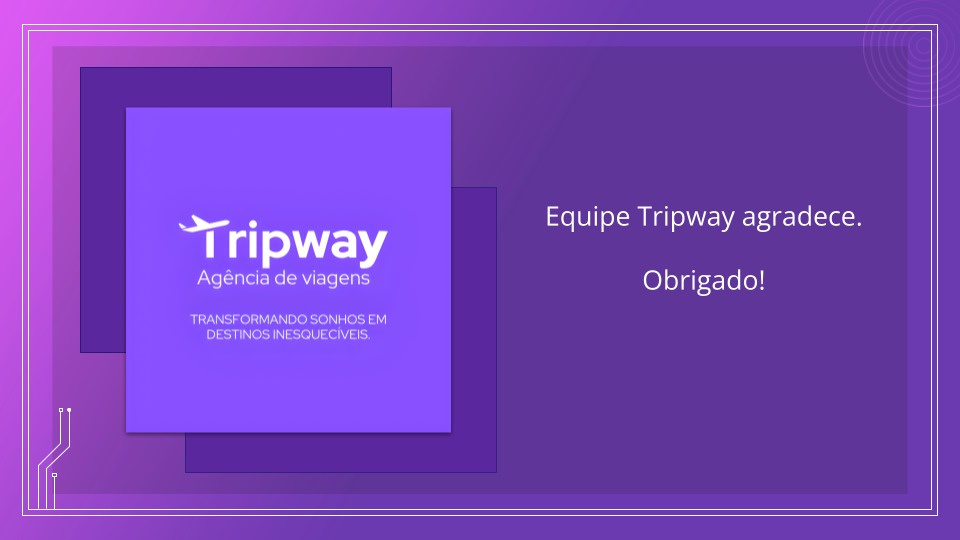 Tripway
Agência de viagens
TRANSFORMANDO SONHOS EM
DESTINOS INESQUECÍVEIS.
Equipe Tripway agradece.
Obrigado!